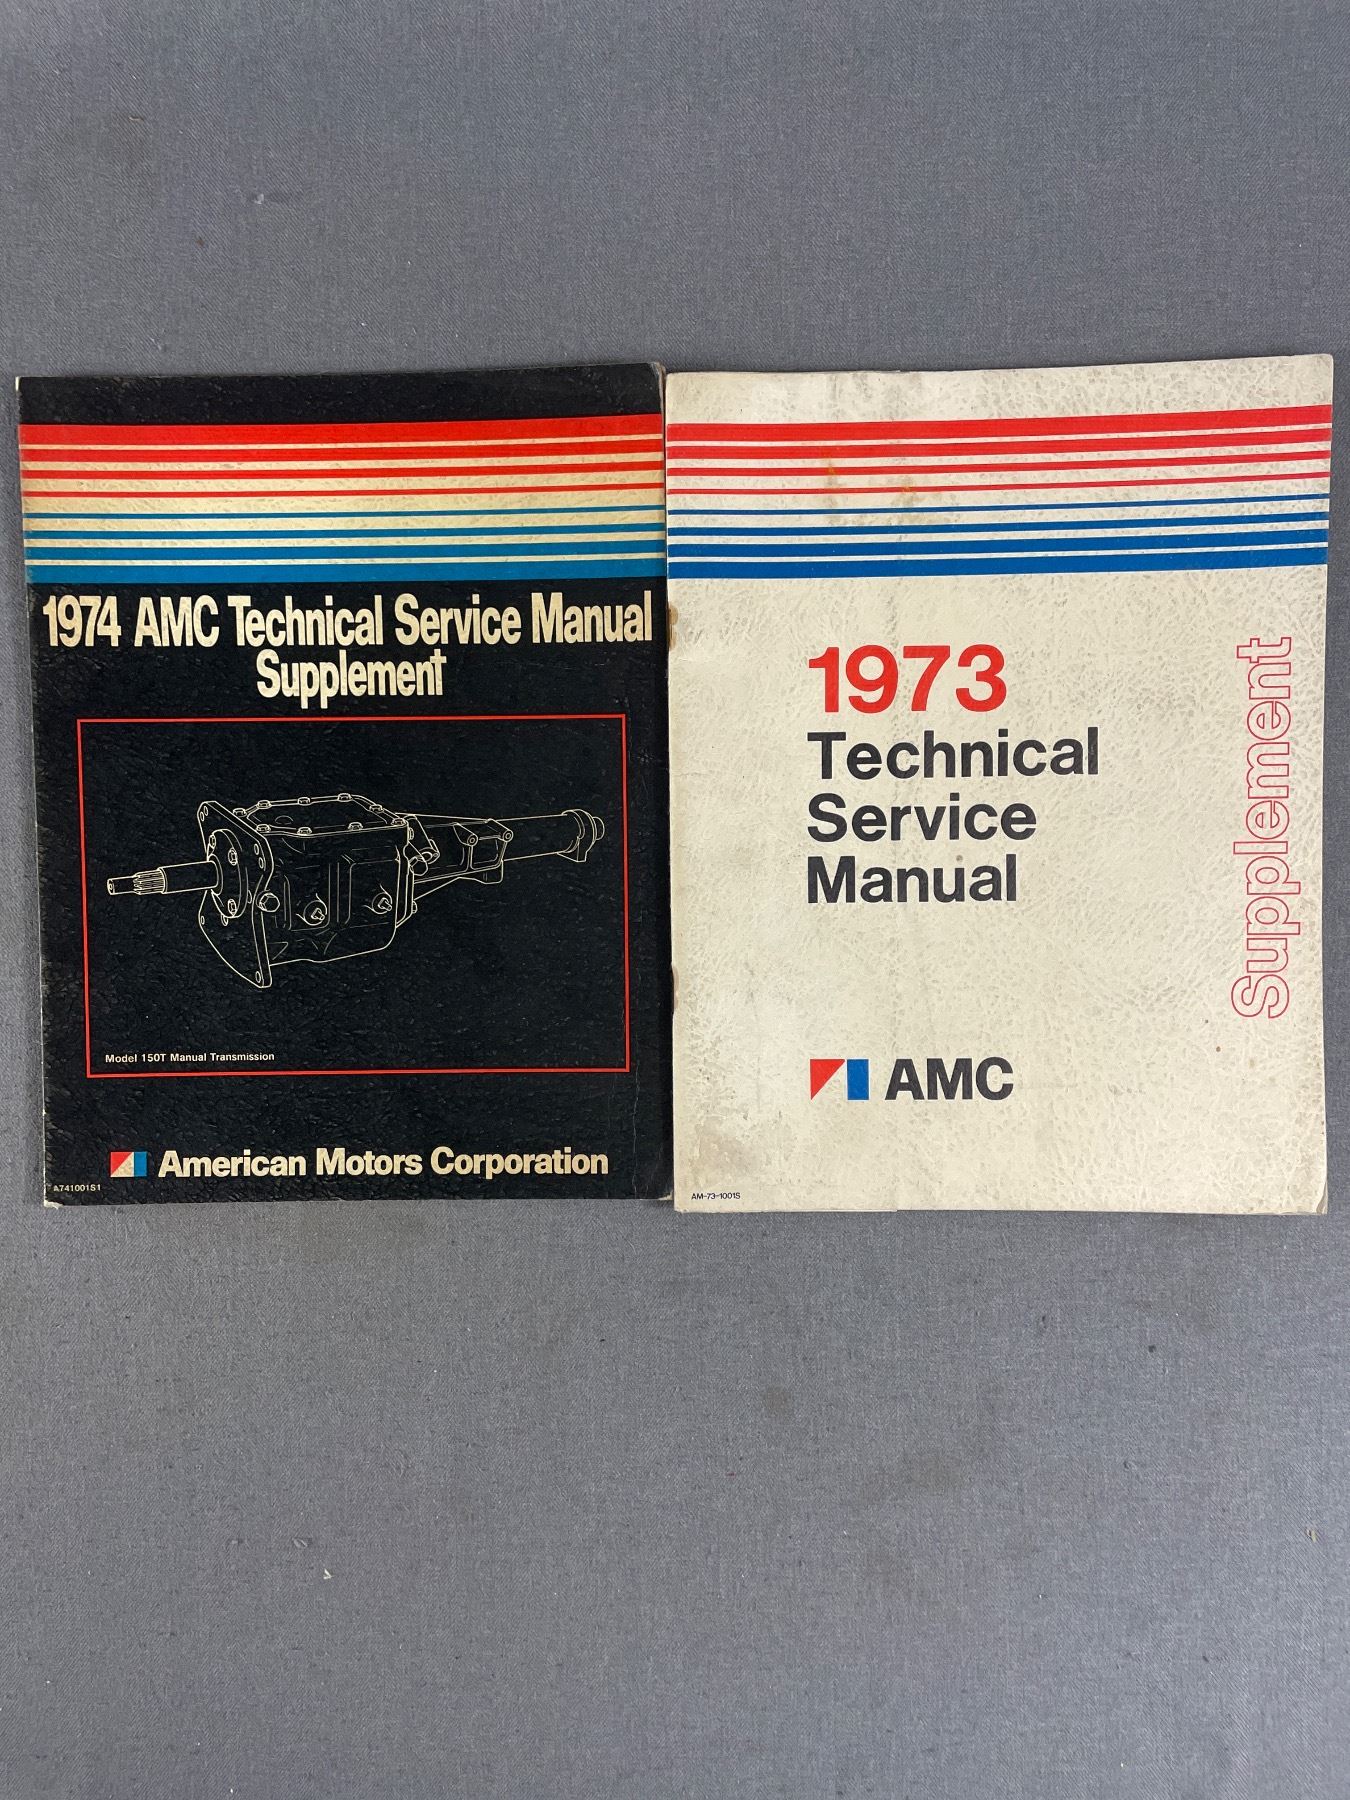 1974 AMC Technical Service Manual
Supplement
Model 150T Manual Transmission
American Motors Corporation
A741001S1
1973
Technical
Service
Manual
Supplement
AMC
AM-73-1001S